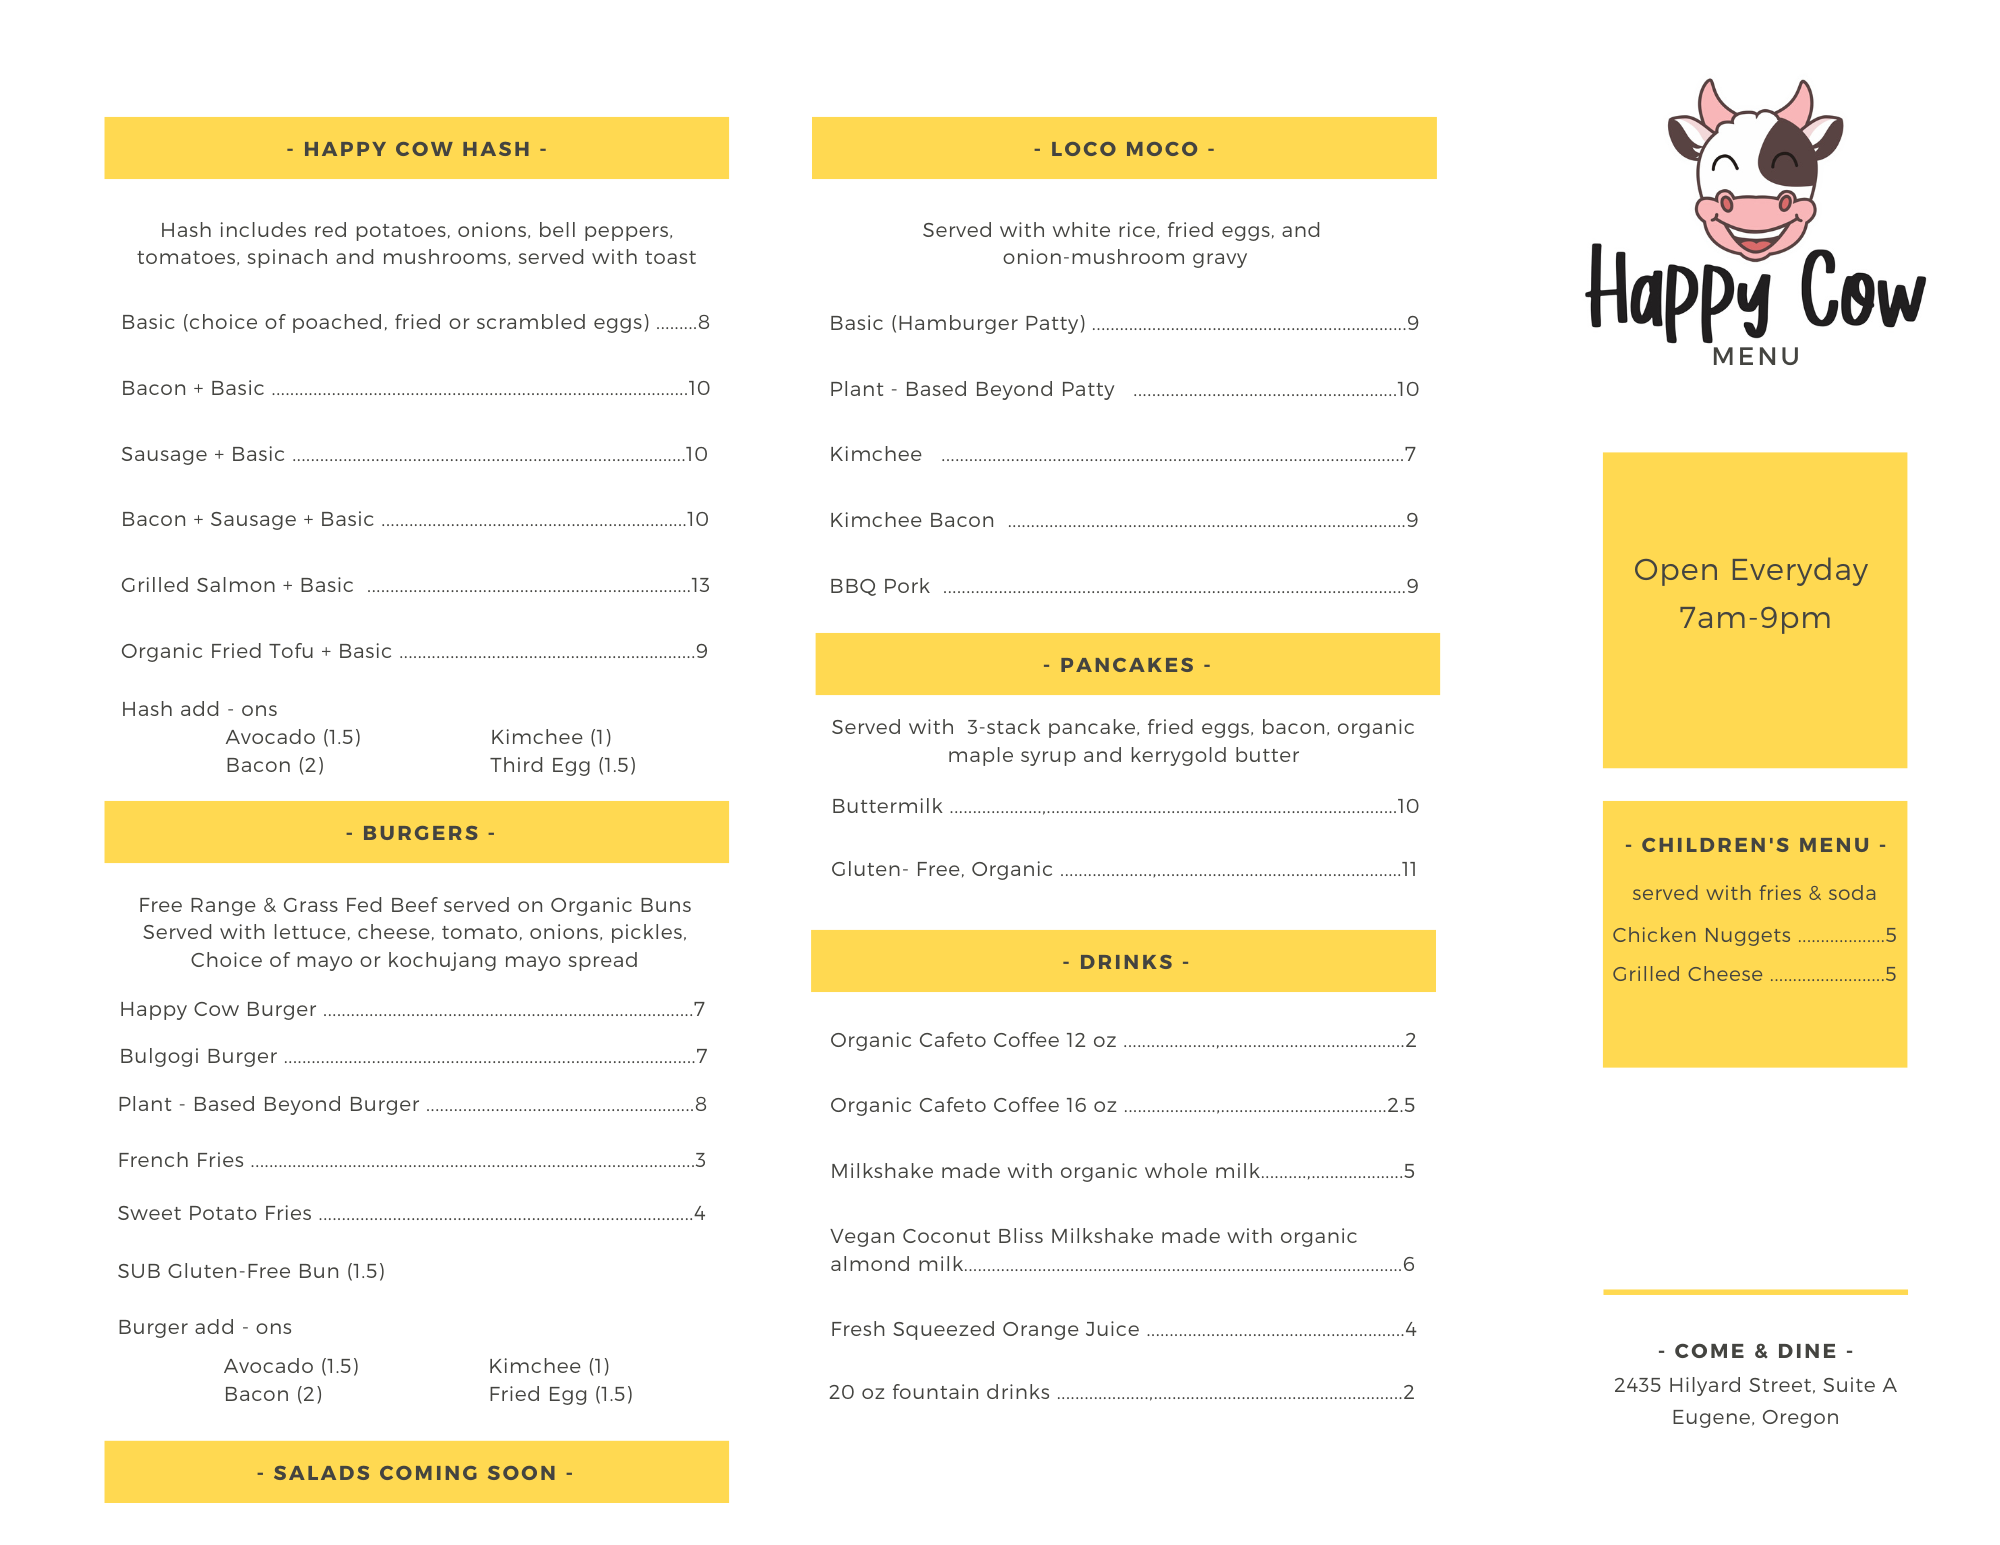 - HAPPY COW HASH -
Hash includes red potatoes, onions, bell peppers,
tomatoes, spinach and mushrooms, served with toast
Basic (choice of poached, fried or scrambled eggs) .........8
Bacon + Basic ..........................................................................................10
Sausage + Basic .....................................................................................10
Bacon + Sausage + Basic ..................................................................10
Grilled Salmon + Basic ......................................................................13
Organic Fried Tofu + Basic ................................................................9
Hash add - ons
Avocado (1.5) Kimchee (1)
Bacon (2) Third Egg (1.5)
- BURGERS -
Free Range & Grass Fed Beef served on Organic Buns
Served with lettuce, cheese, tomato, onions, pickles,
Choice of mayo or kochujang mayo spread
Happy Cow Burger ................................................................................7
Bulgogi Burger .........................................................................................7
Plant - Based Beyond Burger ..........................................................8
French Fries ................................................................................................3
Sweet Potato Fries .................................................................................4
SUB Gluten-Free Bun (1.5)
Burger add - ons
Avocado (1.5) Kimchee (1)
Bacon (2) Fried Egg (1.5)
- SALADS COMING SOON -
- LOCO MOCO -
Served with white rice, fried eggs, and
onion-mushroom gravy
Basic (Hamburger Patty) ....................................................................9
Plant - Based Beyond Patty .........................................................10
Kimchee ....................................................................................................7
Kimchee Bacon ......................................................................................9
BBQ Pork ....................................................................................................9
- PANCAKES -
Served with 3-stack pancake, fried eggs, bacon, organic
maple syrup and kerrygold butter
Buttermilk ....................,............................................................................10
Gluten- Free, Organic ....................,.....................................................11
- DRINKS -
Organic Cafeto Coffee 12 oz ....................,........................................2
Organic Cafeto Coffee 16 oz ....................,....................................2.5
Milkshake made with organic whole milk..........,....................5
Vegan Coconut Bliss Milkshake made with organic
almond milk...............................................................................................6
Fresh Squeezed Orange Juice ........................................................4
20 oz fountain drinks ....................,......................................................2
Happy Cow
MENU
Open Everyday
7am-9pm
- CHILDREN'S MENU -
served with fries & soda
Chicken Nuggets ...................5
Grilled Cheese .........................5
- COME & DINE -
2435 Hilyard Street, Suite A
Eugene, Oregon